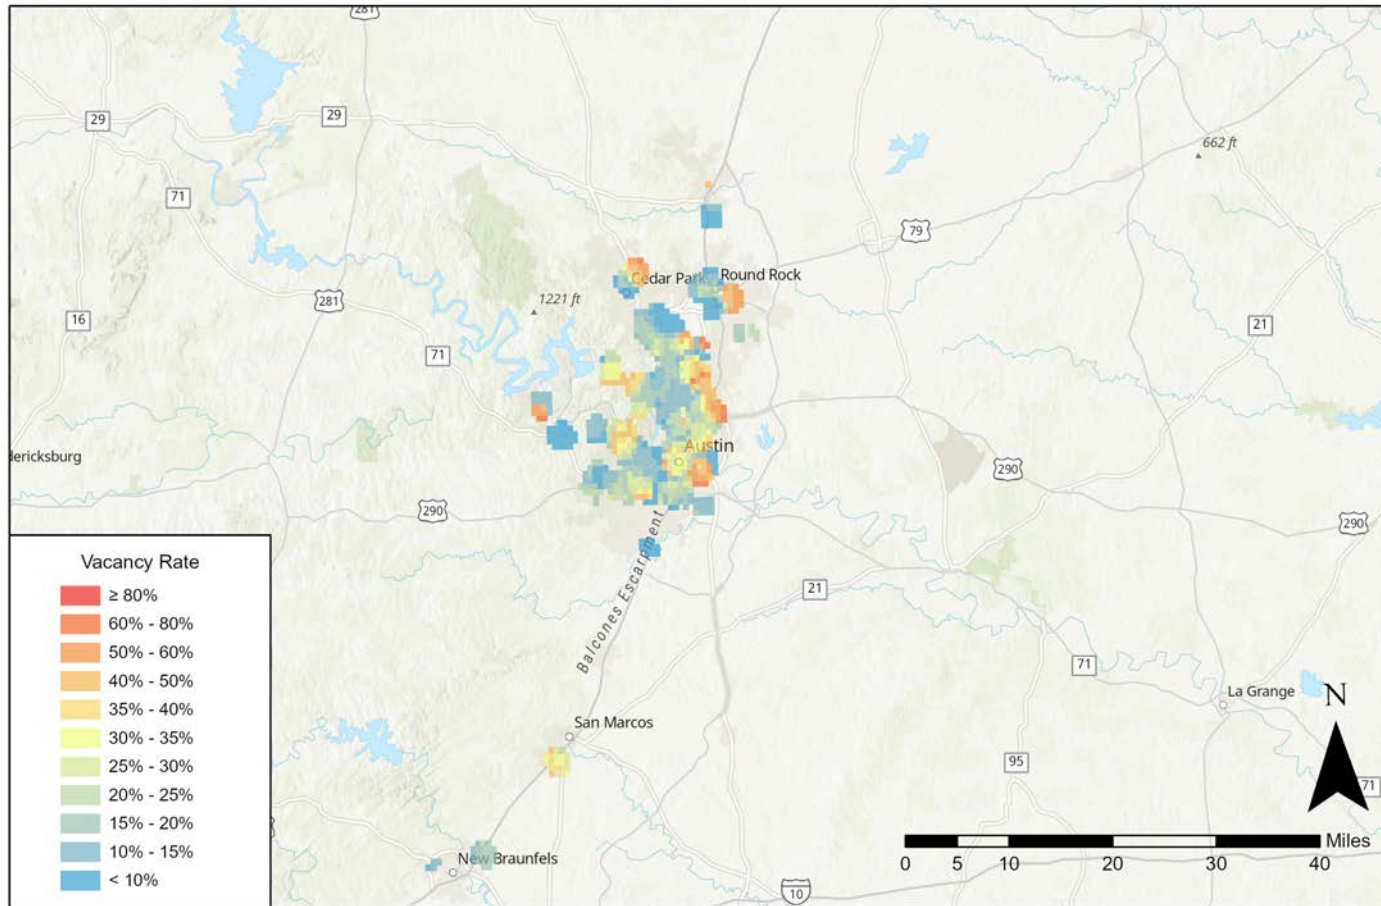 281
662 ft
29
29
71
79
Cedar Park
Round Rock
1221 ft
281
16
21
71
Austin
dericksburg
290
290
290
Balcones Escarpment
21
71
La Grange
N
San Marcos
95
71
New Braunfels
10
Vacancy Rate
≥ 80%
60% - 80%
50% - 60%
40% - 50%
35% - 40%
30% - 35%
25% - 30%
20% - 25%
15% - 20%
10% - 15%
< 10%
Miles
0 5 10 20 30 40